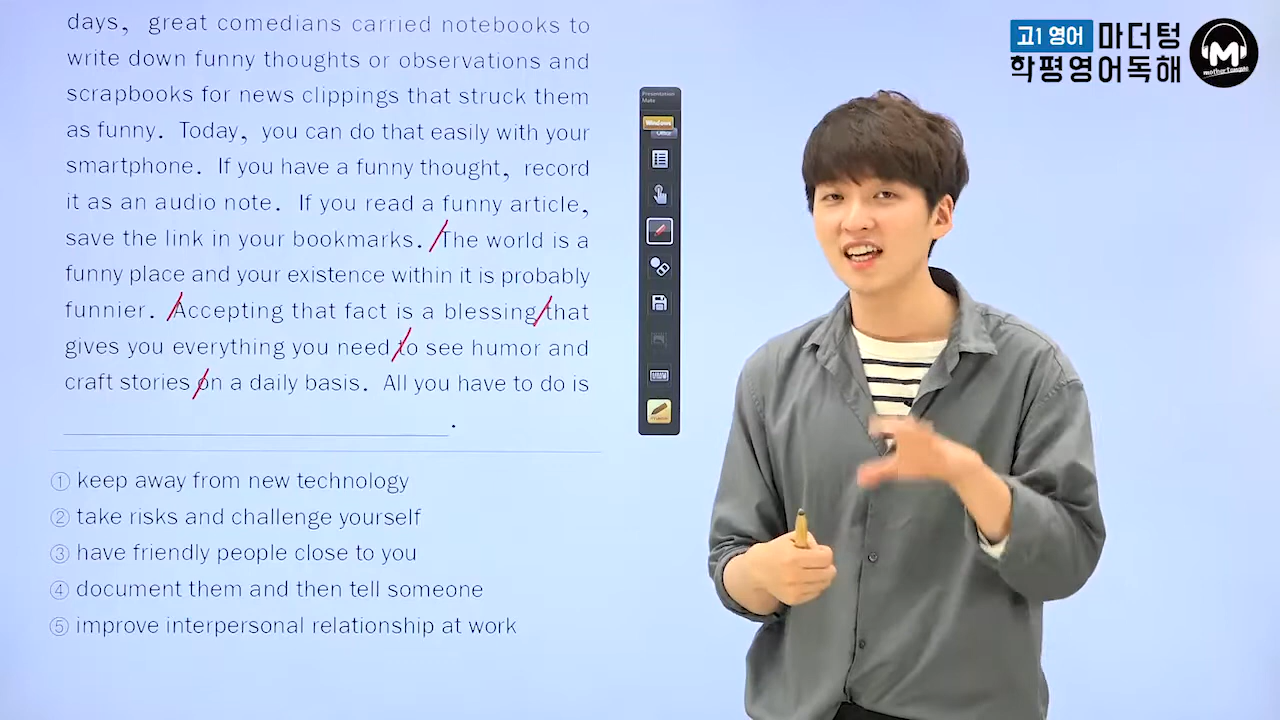 days, great comedians carried notebooks to
write down funny thoughts or observations and
scrapbooks for news clippings that struck them
as funny. Today, you can do that easily with your
smartphone. If you have a funny thought, record
it as an audio note. If you read a funny article,
save the link in your bookmarks. The world is a
funny place and your existence within it is probably
funnier. Accepting that fact is a blessing that
gives you everything you need to see humor and
craft stories on a daily basis. All you have to do is
.
① keep away from new technology
② take risks and challenge yourself
③ have friendly people close to you
④ document them and then tell someone
⑤ improve interpersonal relationship at work
Presentation
Mate
Windows
Office
고1 영어 마더텅
학평영어독해
M
mothertongue